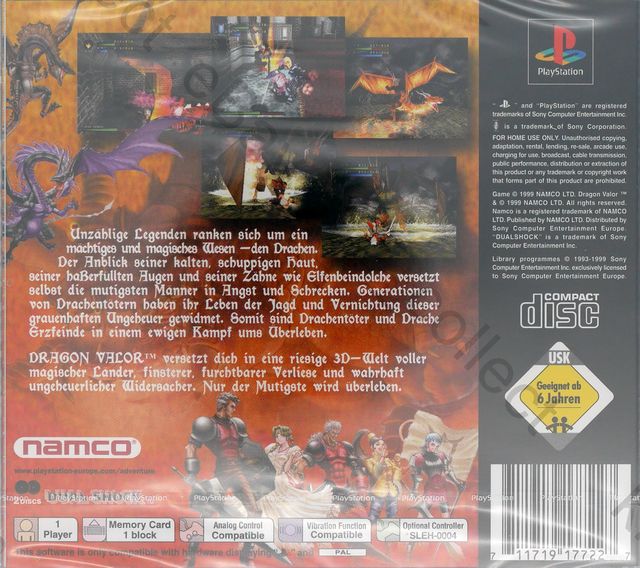 PlayStation
" " and "PlayStation" are registered
trademarks of Sony Computer Entertainment Inc.
is a trademark of Sony Corporation.
FOR HOME USE ONLY. Unauthorised copying,
adaptation, rental, lending, re-sale, arcade use,
charging for use, broadcast, cable transmission,
public performance, distribution or extraction of
this product or any trademark or copyright work
that forms part of this product are prohibited.
Game © 1999 NAMCO LTD. Dragon Valor ™
& © 1999 NAMCO LTD. All rights reserved.
Namco is a registered trademark of NAMCO
LTD. Published by NAMCO LTD. Distributed by
Sony Computer Entertainment Europe.
"DUALSHOCK" is a trademark of Sony
Computer Entertainment Inc.
Library programmes © 1993-1999 Sony
Computer Entertainment Inc. exclusively licensed
to Sony Computer Entertainment Europe.
COMPACT
disc
USK
Geeignet ab
6 Jahren
Unzählige Legenden ranken sich um ein
mächtiges und magisches Wesen – den Drachen.
Der Anblick seiner kalten, schuppigen Haut,
seiner haßerfüllten Augen und seiner Zähne wie Elfenbeindolche versetzt
selbst die mutigsten Männer in Angst und Schrecken. Generationen
von Drachentötern haben ihr Leben der Jagd und Vernichtung dieser
grauenhaften Ungeheuer gewidmet. Somit sind Drachentöter und Drache
Erzfeinde in einem ewigen Kampf ums Überleben.
DRAGON VALOR™ versetzt dich in eine riesige 3D-Welt voller
magischer Länder, finsterer, furchtbarer Verliese und wahrhaft
ungeheuerlicher Widersacher. Nur der Mutigste wird überleben.
namco
www.playstation-europe.com/adventure
2 Discs
DUAL SHOCK
PlayStation PlayStation PlayStation PlayStation PlayStation PlayStation PlayStation
1 Player
Memory Card 1 block
Analog Control Compatible
Vibration Function Compatible
Optional Controller SLEH-0004
This software is only compatible with hardware displaying " " and PAL
7 11719 17722
collect